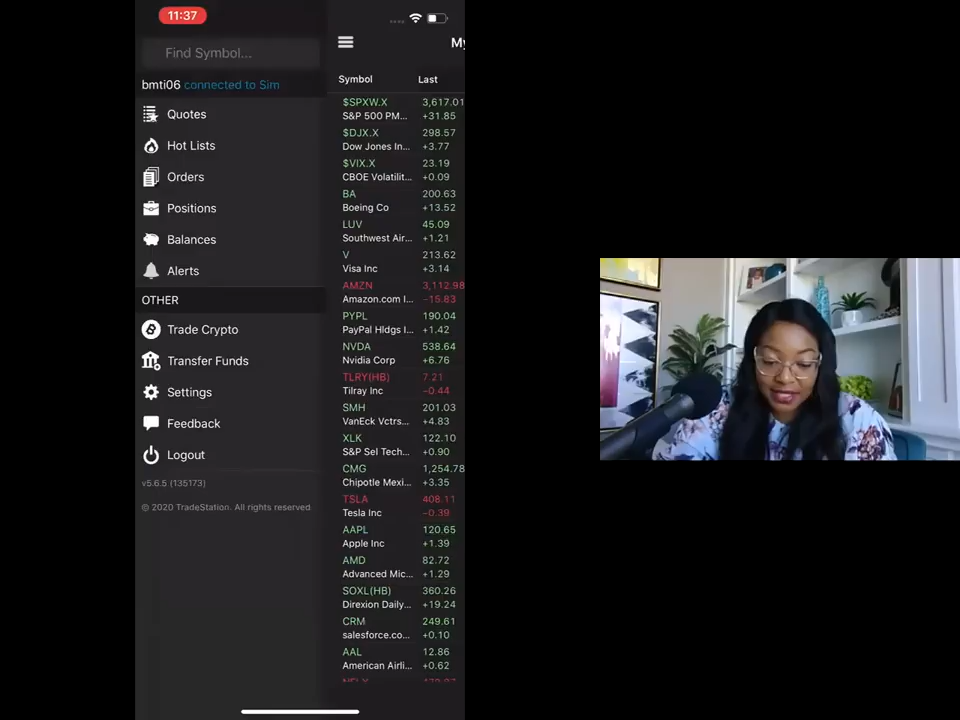 11:37
Find Symbol...
bmti06 connected to Sim
Quotes
Hot Lists
Orders
Positions
Balances
Alerts
OTHER
Trade Crypto
Transfer Funds
Settings
Feedback
Logout
v5.6.5 (135173)
© 2020 TradeStation. All rights reserved
My
Symbol Last
$SPXW.X 3,617.01
S&P 500 PM... +31.85
$DJX.X 298.57
Dow Jones In... +3.77
$VIX.X 23.19
CBOE Volatilit... +0.09
BA 200.63
Boeing Co +13.52
LUV 45.09
Southwest Air... +1.21
V 213.62
Visa Inc +3.14
AMZN 3,112.98
Amazon.com I... −15.83
PYPL 190.04
PayPal Hldgs I... +1.42
NVDA 538.64
Nvidia Corp +6.76
TLRY(HB) 7.21
Tilray Inc −0.44
SMH 201.03
VanEck Vctrs... +4.83
XLK 122.10
S&P Sel Tech... +0.90
CMG 1,254.78
Chipotle Mexi... +3.35
TSLA 408.11
Tesla Inc −0.39
AAPL 120.65
Apple Inc +1.39
AMD 82.72
Advanced Mic... +1.29
SOXL(HB) 360.26
Direxion Daily... +19.24
CRM 249.61
salesforce.co... +0.10
AAL 12.86
American Airli... +0.62